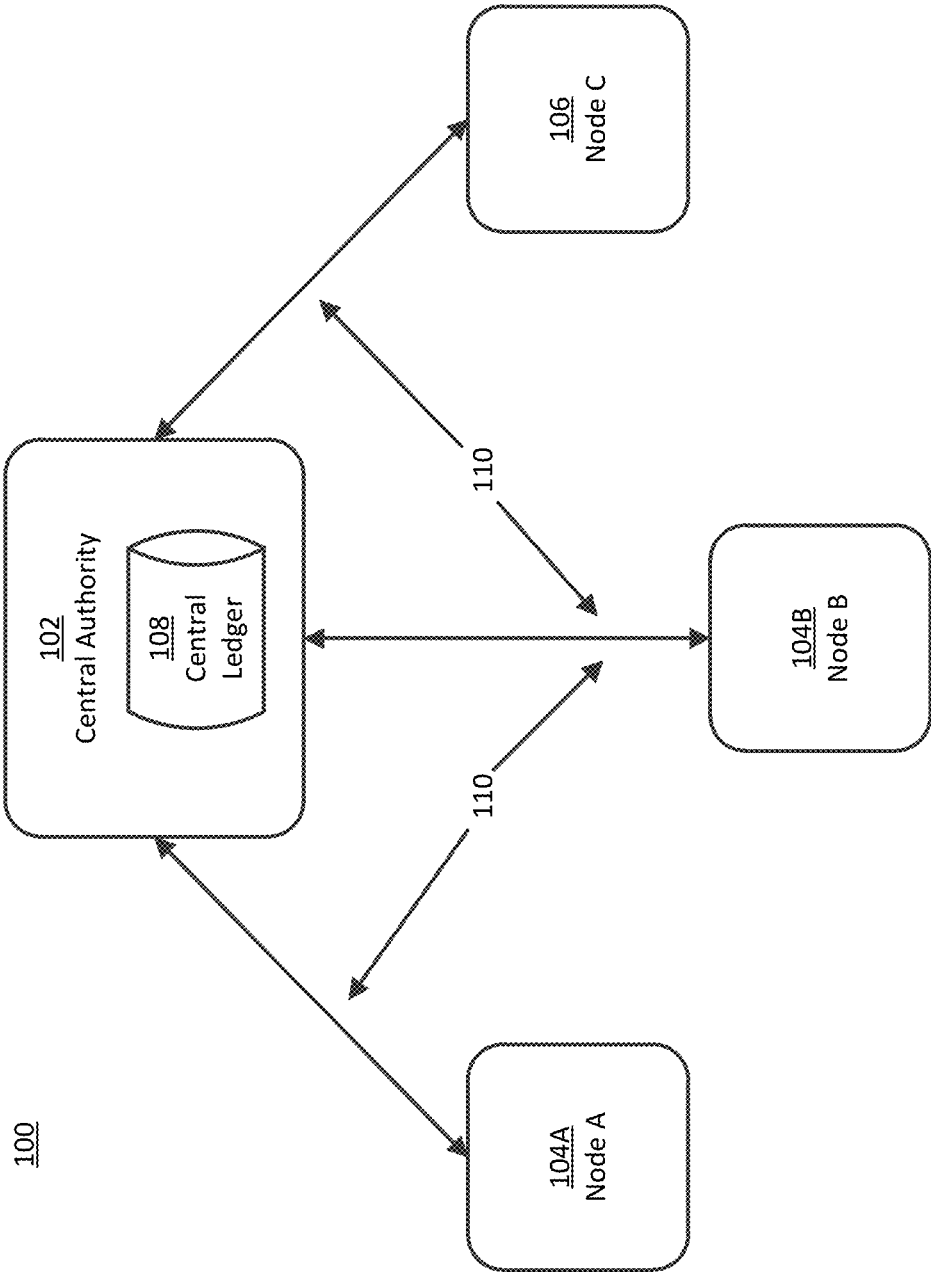 100
102
Central Authority
108
Central
Ledger
110
110
104A
Node A
104B
Node B
106
Node C